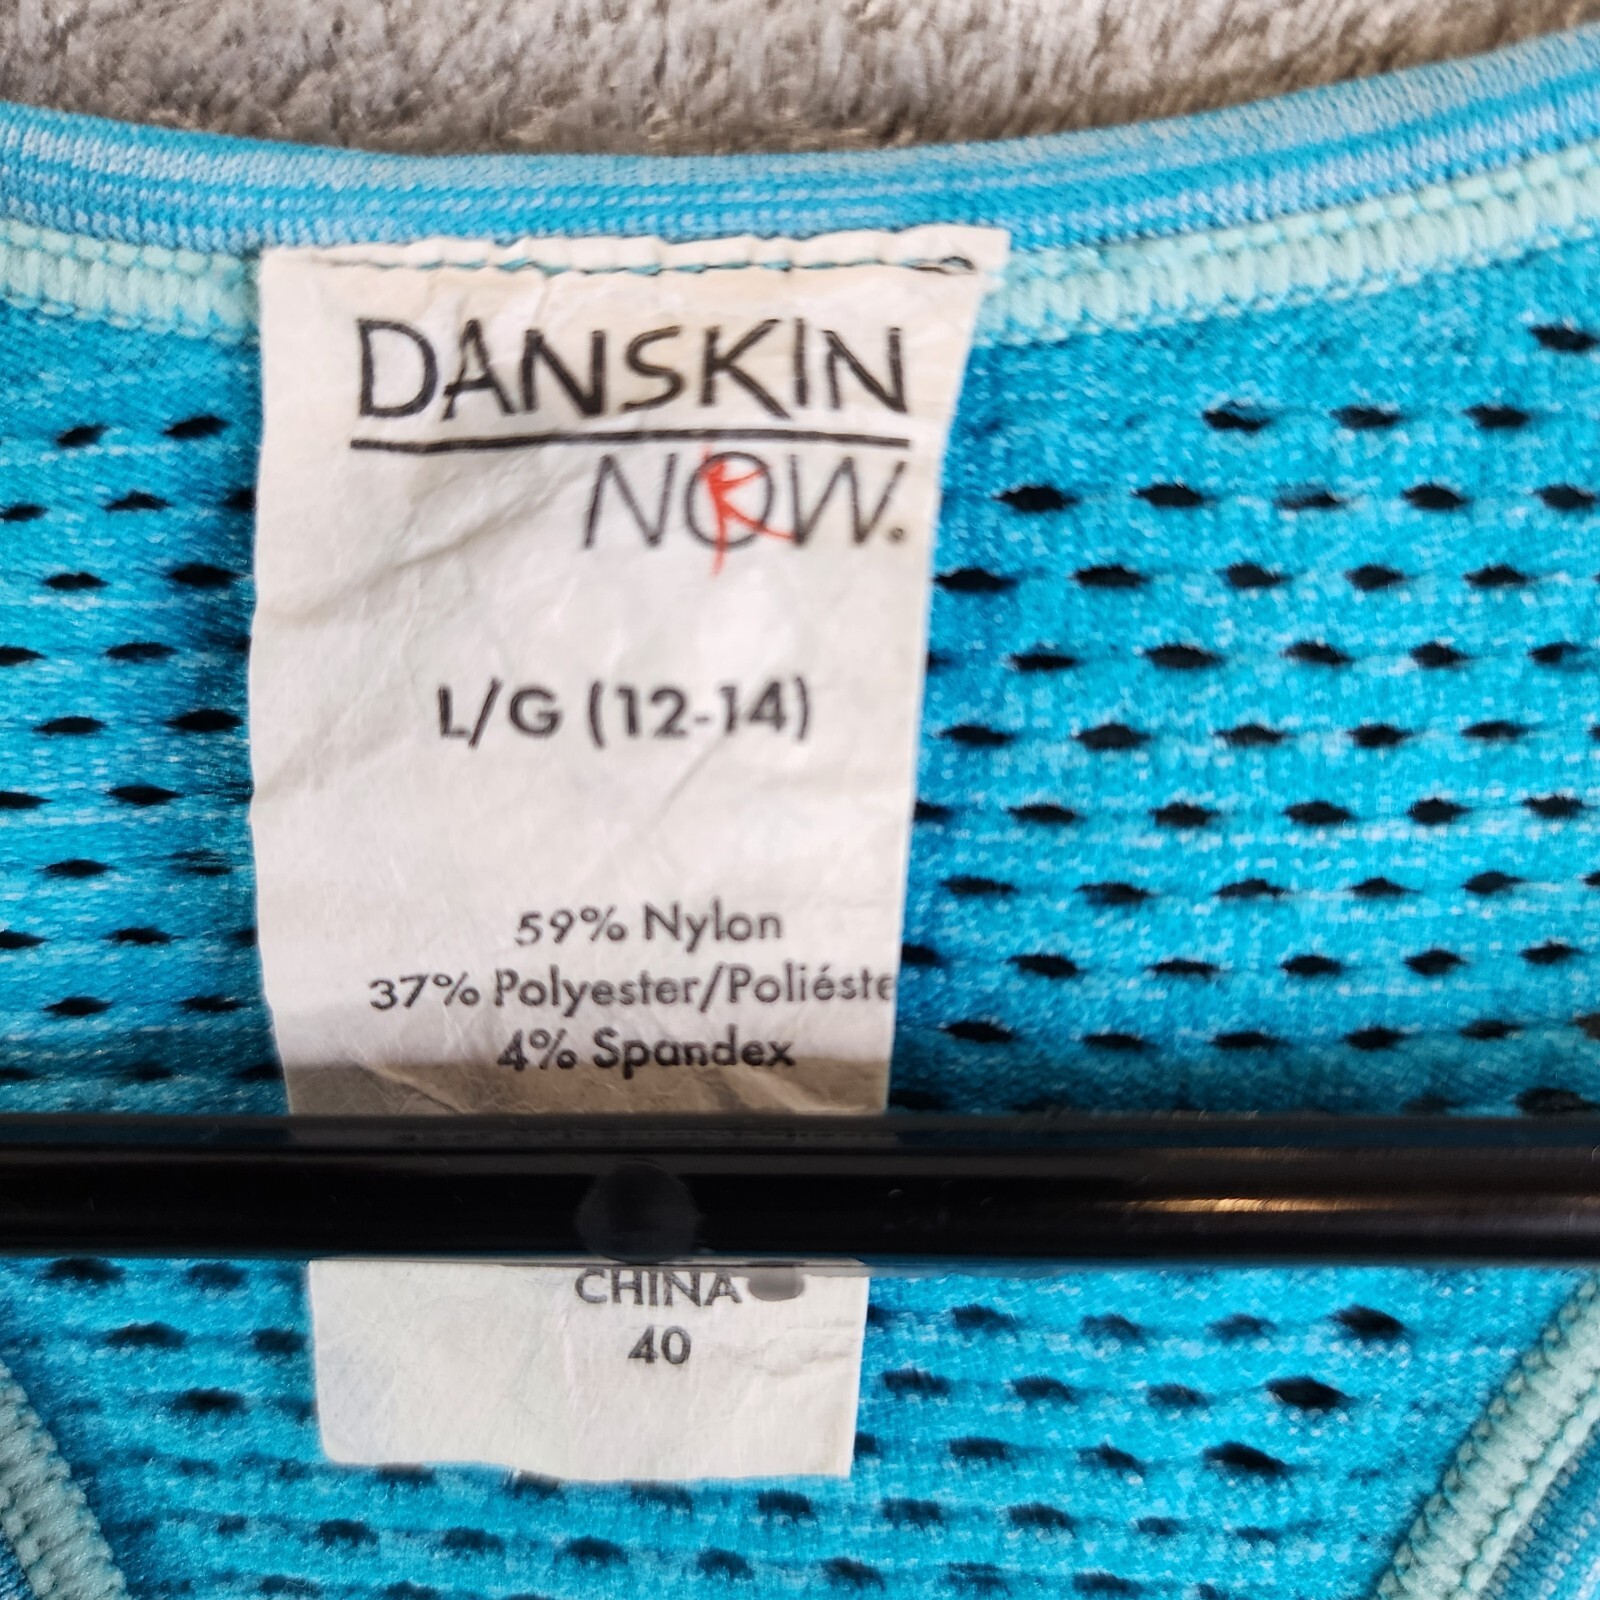 DANSKIN
NOW.
L/G (12-14)
59% Nylon
37% Polyester/Poliéste
4% Spandex
CHINA
40